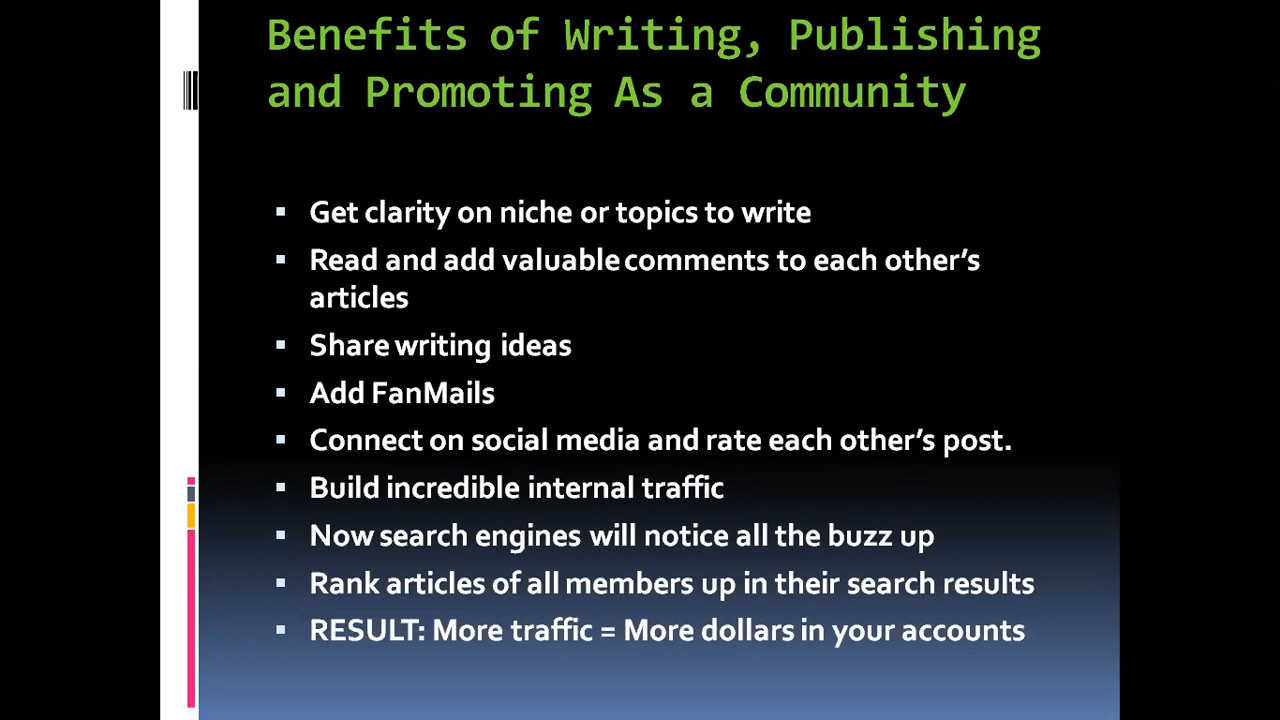 Benefits of Writing, Publishing
and Promoting As a Community
▪ Get clarity on niche or topics to write
▪ Read and add valuable comments to each other’s
articles
▪ Share writing ideas
▪ Add FanMails
▪ Connect on social media and rate each other’s post.
▪ Build incredible internal traffic
▪ Now search engines will notice all the buzz up
▪ Rank articles of all members up in their search results
▪ RESULT: More traffic = More dollars in your accounts